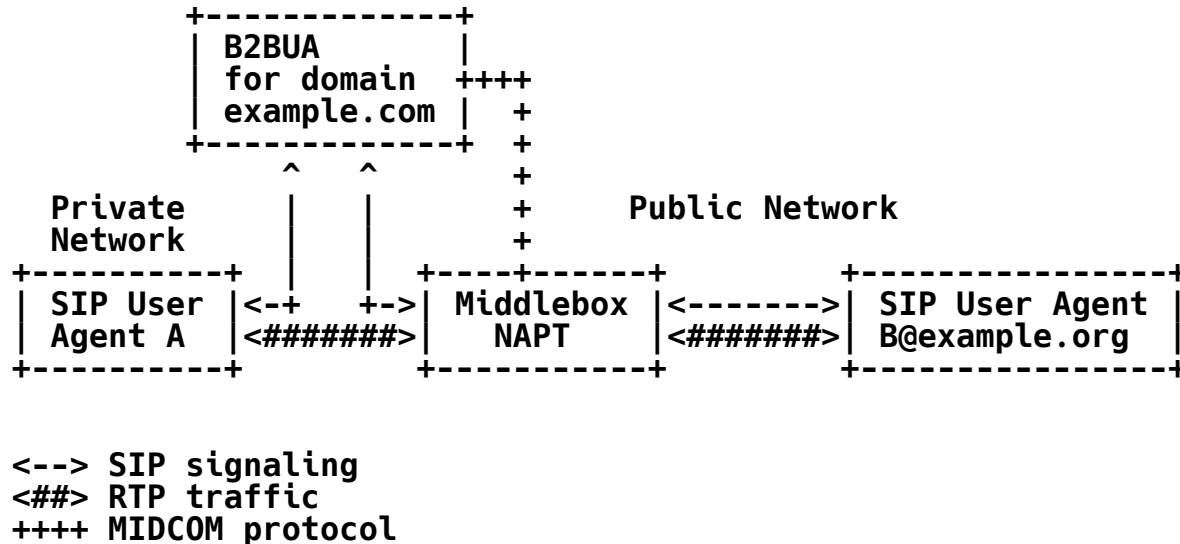 +--------------+
         | B2BUA        |
         | for domain  ++++
         | example.com |  +
         +--------------+  +
              ^   ^        +
  Private     |   |        +     Public Network
  Network     |   |        +
+-----------+ |   |  +----+------+         +-----------------+
| SIP User  |<-+   +->| Middlebox |<------->| SIP User Agent |
| Agent A  |<#######>|   NAPT    |<#######>| B@example.org  |
+-----------+         +-----------+         +-----------------+
<--> SIP signaling
<##> RTP traffic
++++ MIDCOM protocol